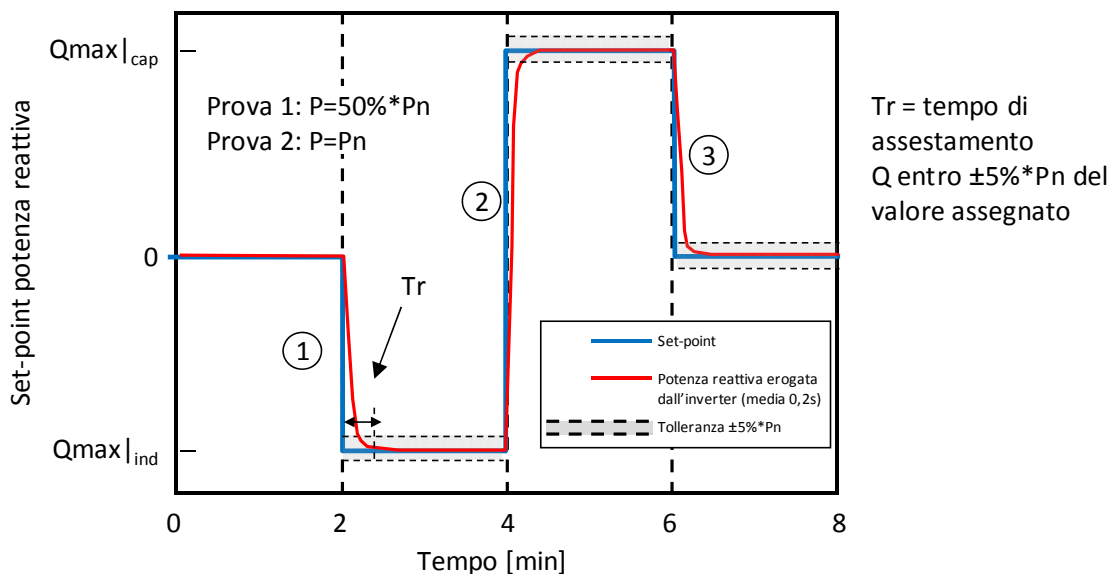 Qmax|cap
Prova 1: P=50%*Pn
Prova 2: P=Pn
Tr = tempo di
assestamento
Q entro ±5%*Pn del
valore assegnato
Set-point potenza reattiva
0
1
2
3
Tr
Set-point
Potenza reattiva erogata
dall'inverter (media 0,2s)
Tolleranza ±5%*Pn
Qmax|ind
0
2
4
6
8
Tempo [min]